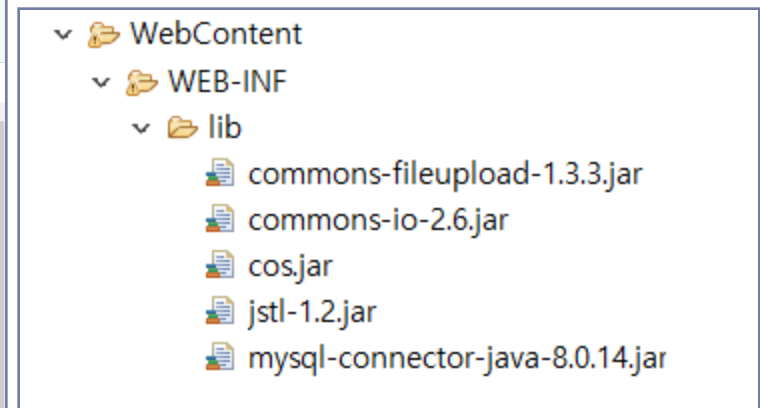 WebContent
WEB-INF
lib
commons-fileupload-1.3.3.jar
commons-io-2.6.jar
cos.jar
jstl-1.2.jar
mysql-connector-java-8.0.14.jar